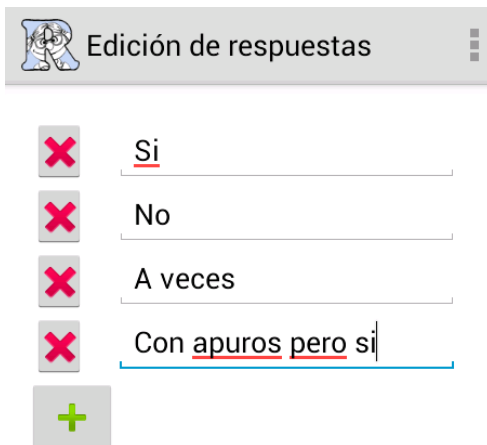 Edición de respuestas
Si
No
A veces
Con apuros pero si